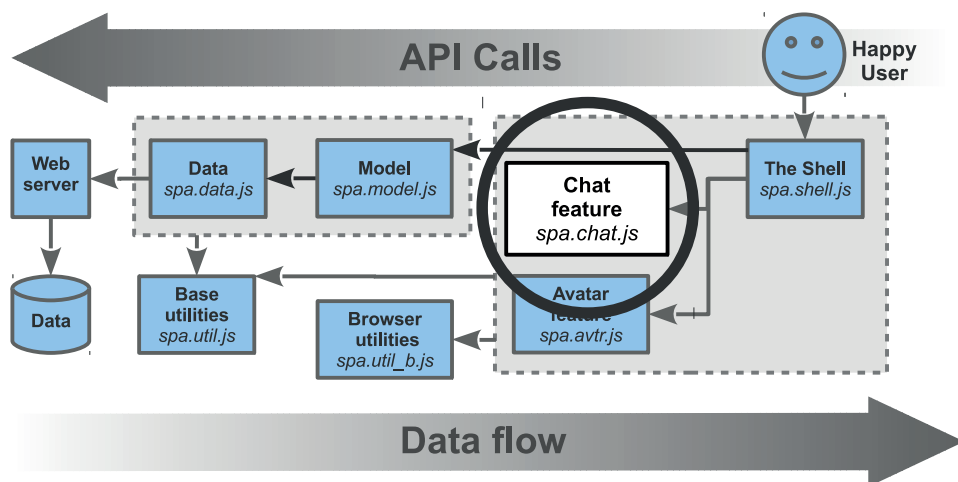 API Calls
Happy
User
Web
server
Data
spa.data.js
Model
spa.model.js
Chat
feature
spa.chat.js
The Shell
spa.shell.js
Data
Base
utilities
spa.util.js
Browser
utilities
spa.util_b.js
Avatar
feature
spa.avtr.js
Data flow